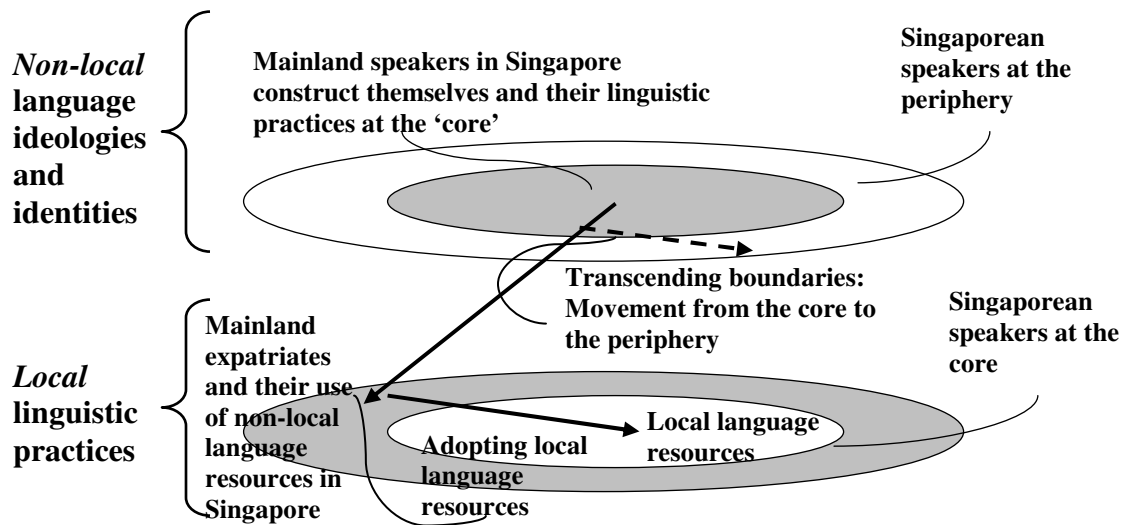 Non-local
language
ideologies
and
identities
Mainland speakers in Singapore
construct themselves and their linguistic
practices at the ‘core’
Singaporean
speakers at the
periphery
Transcending boundaries:
Movement from the core to
the periphery
Local
linguistic
practices
Mainland
expatriates
and their use
of non-local
language
resources in
Singapore
Adopting local
language
resources
Local language
resources
Singaporean
speakers at the
core